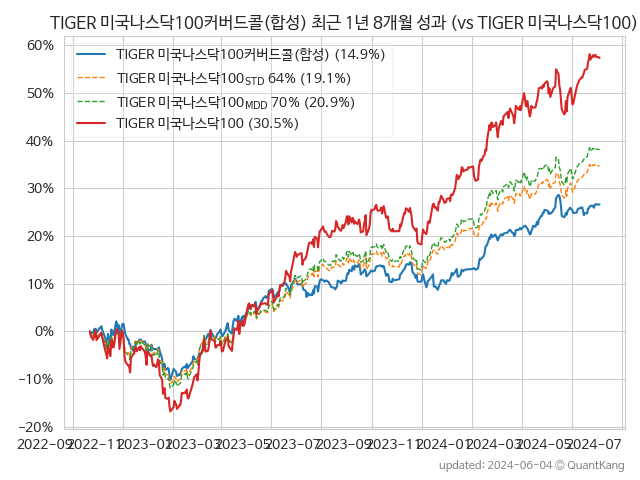 TIGER 미국나스닥100커버드콜(합성) 최근 1년 8개월 성과 (vs TIGER 미국나스닥100)
TIGER 미국나스닥100커버드콜(합성) (14.9%)
TIGER 미국나스닥100STD 64% (19.1%)
TIGER 미국나스닥100MDD 70% (20.9%)
TIGER 미국나스닥100 (30.5%)
60%
50%
40%
30%
20%
10%
0%
−10%
−20%
2022-09 2022-11 2023-01 2023-03 2023-05 2023-07 2023-09 2023-11 2024-01 2024-03 2024-05 2024-07
updated: 2024-06-04 © QuantKang